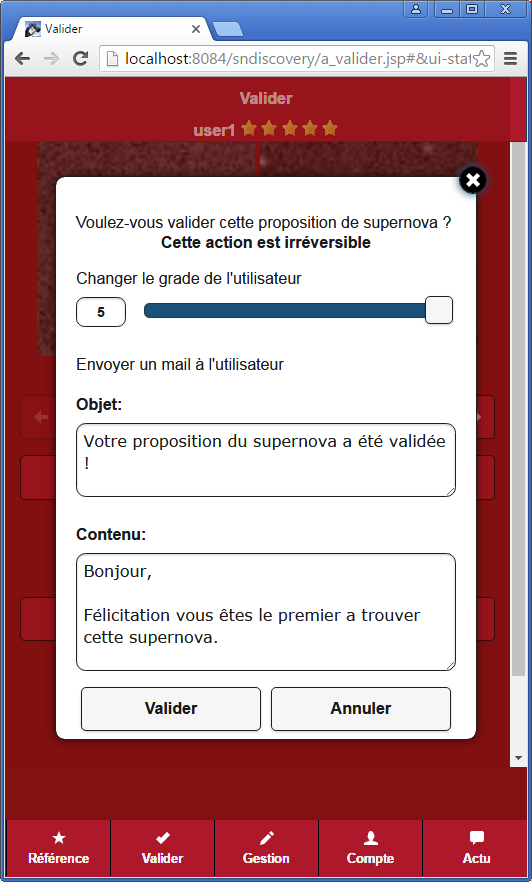 Valider
localhost:8084/sndiscovery/a_valider.jsp#&ui-stat
Valider
user1
Voulez-vous valider cette proposition de supernova ?
Cette action est irréversible
Changer le grade de l'utilisateur
5
Envoyer un mail à l'utilisateur
Objet:
Votre proposition du supernova a été validée
!
Contenu:
Bonjour,
Félicitation vous êtes le premier a trouver
cette supernova.
Valider Annuler
Référence Valider Gestion Compte Actu